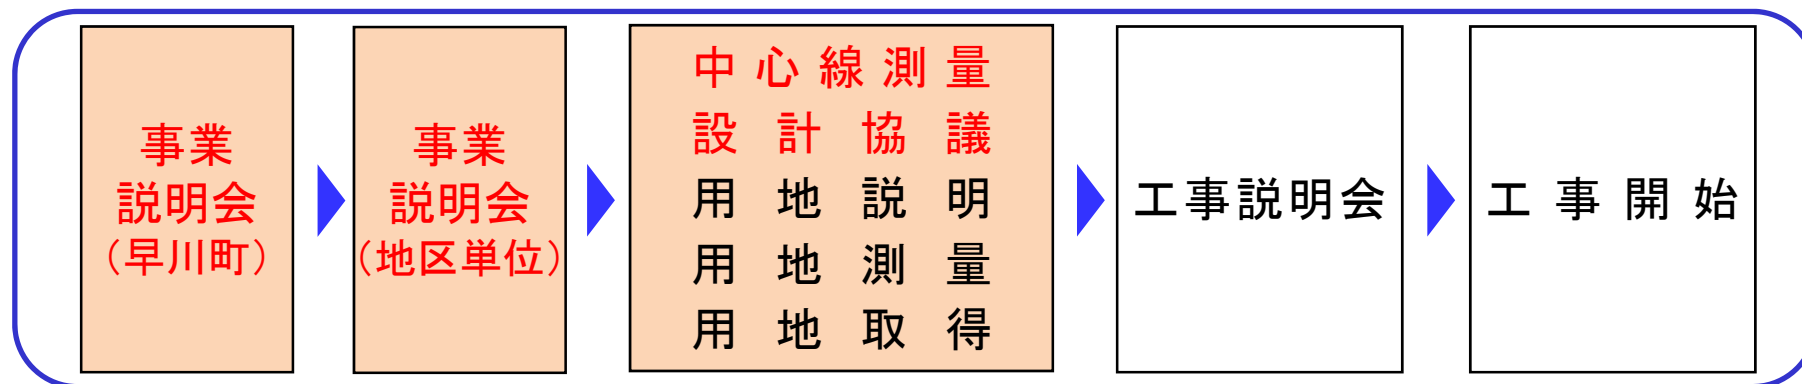 事業
説明会
（早川町）
事業
説明会
（地区単位）
中心線測量
設計協議
用地説明
用地測量
用地取得
工事説明会
工事開始